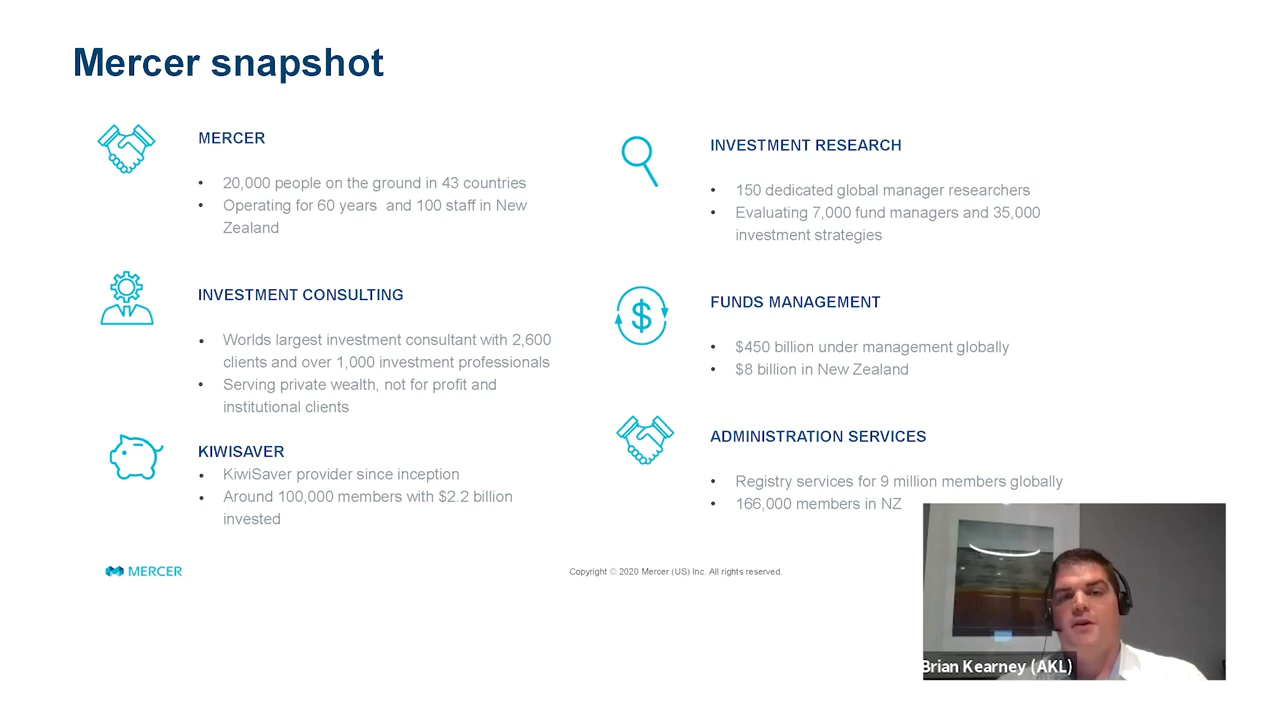 Mercer snapshot
MERCER
• 20,000 people on the ground in 43 countries
• Operating for 60 years  and 100 staff in New
Zealand
INVESTMENT CONSULTING
• Worlds largest investment consultant with 2,600
clients and over 1,000 investment professionals
• Serving private wealth, not for profit and
institutional clients
KIWISAVER
• KiwiSaver provider since inception
• Around 100,000 members with $2.2 billion
invested
INVESTMENT RESEARCH
• 150 dedicated global manager researchers
• Evaluating 7,000 fund managers and 35,000
investment strategies
FUNDS MANAGEMENT
$
• $450 billion under management globally
• $8 billion in New Zealand
ADMINISTRATION SERVICES
• Registry services for 9 million members globally
• 166,000 members in NZ
MERCER
Copyright © 2020 Mercer (US) Inc. All rights reserved.
Brian Kearney (AKL)